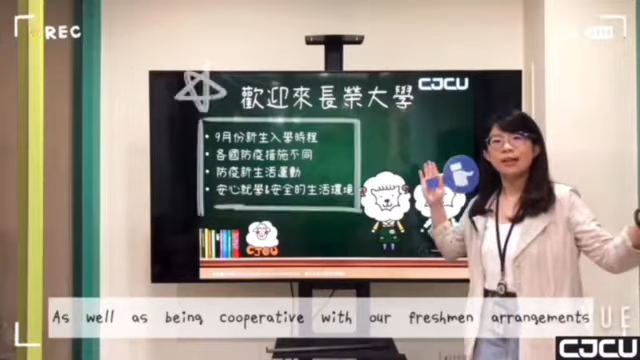 REC
CJCU
歡迎來長榮大學
• 9月份新生入學時程
• 各國防疫措施不同
• 防疫新生活運動
• 安心就學&安全的生活環境
CJCU
As well as being cooperative with our freshmen arrangements
CJCU